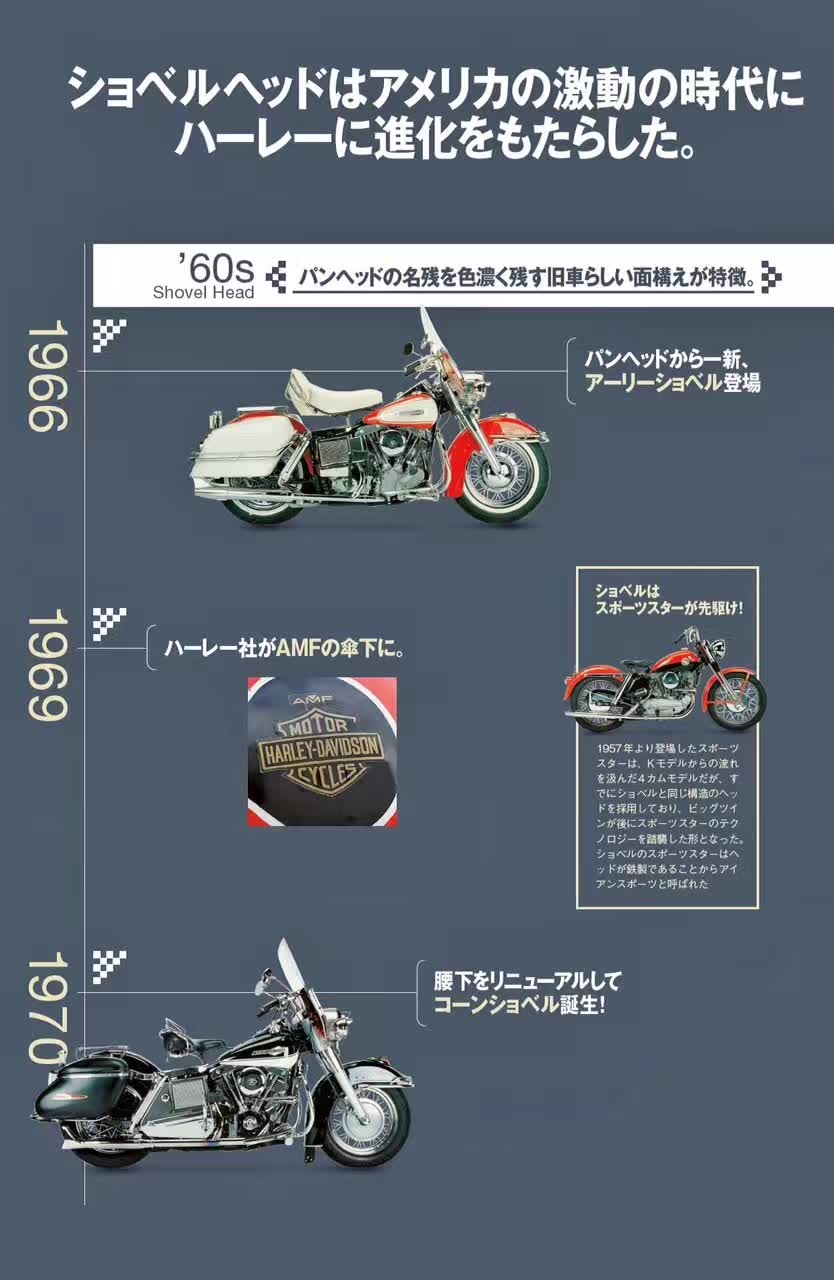 ショベルヘッドはアメリカの激動の時代に
ハーレーに進化をもたらした。
'60s
Shovel Head
パンヘッドの名残を色濃く残す旧車らしい面構えが特徴。
1966
パンヘッドから一新、
アーリーショベル登場
1969
ハーレー社がAMFの傘下に。
AMF
MOTOR
HARLEY-DAVIDSON
CYCLES
ショベルは
スポーツスターが先駆け!
1957年より登場したスポーツ
スターは、Kモデルからの流れ
を汲んだ4カムモデルだが、す
でにショベルと同じ構造のヘッ
ドを採用しており、ビッグツイ
ンが後にスポーツスターのテク
ノロジーを踏襲した形となった。
ショベルのスポーツスターはヘ
ッドが鉄製であることからアイ
アンスポーツと呼ばれた
1970
腰下をリニューアルして
コーンショベル誕生!